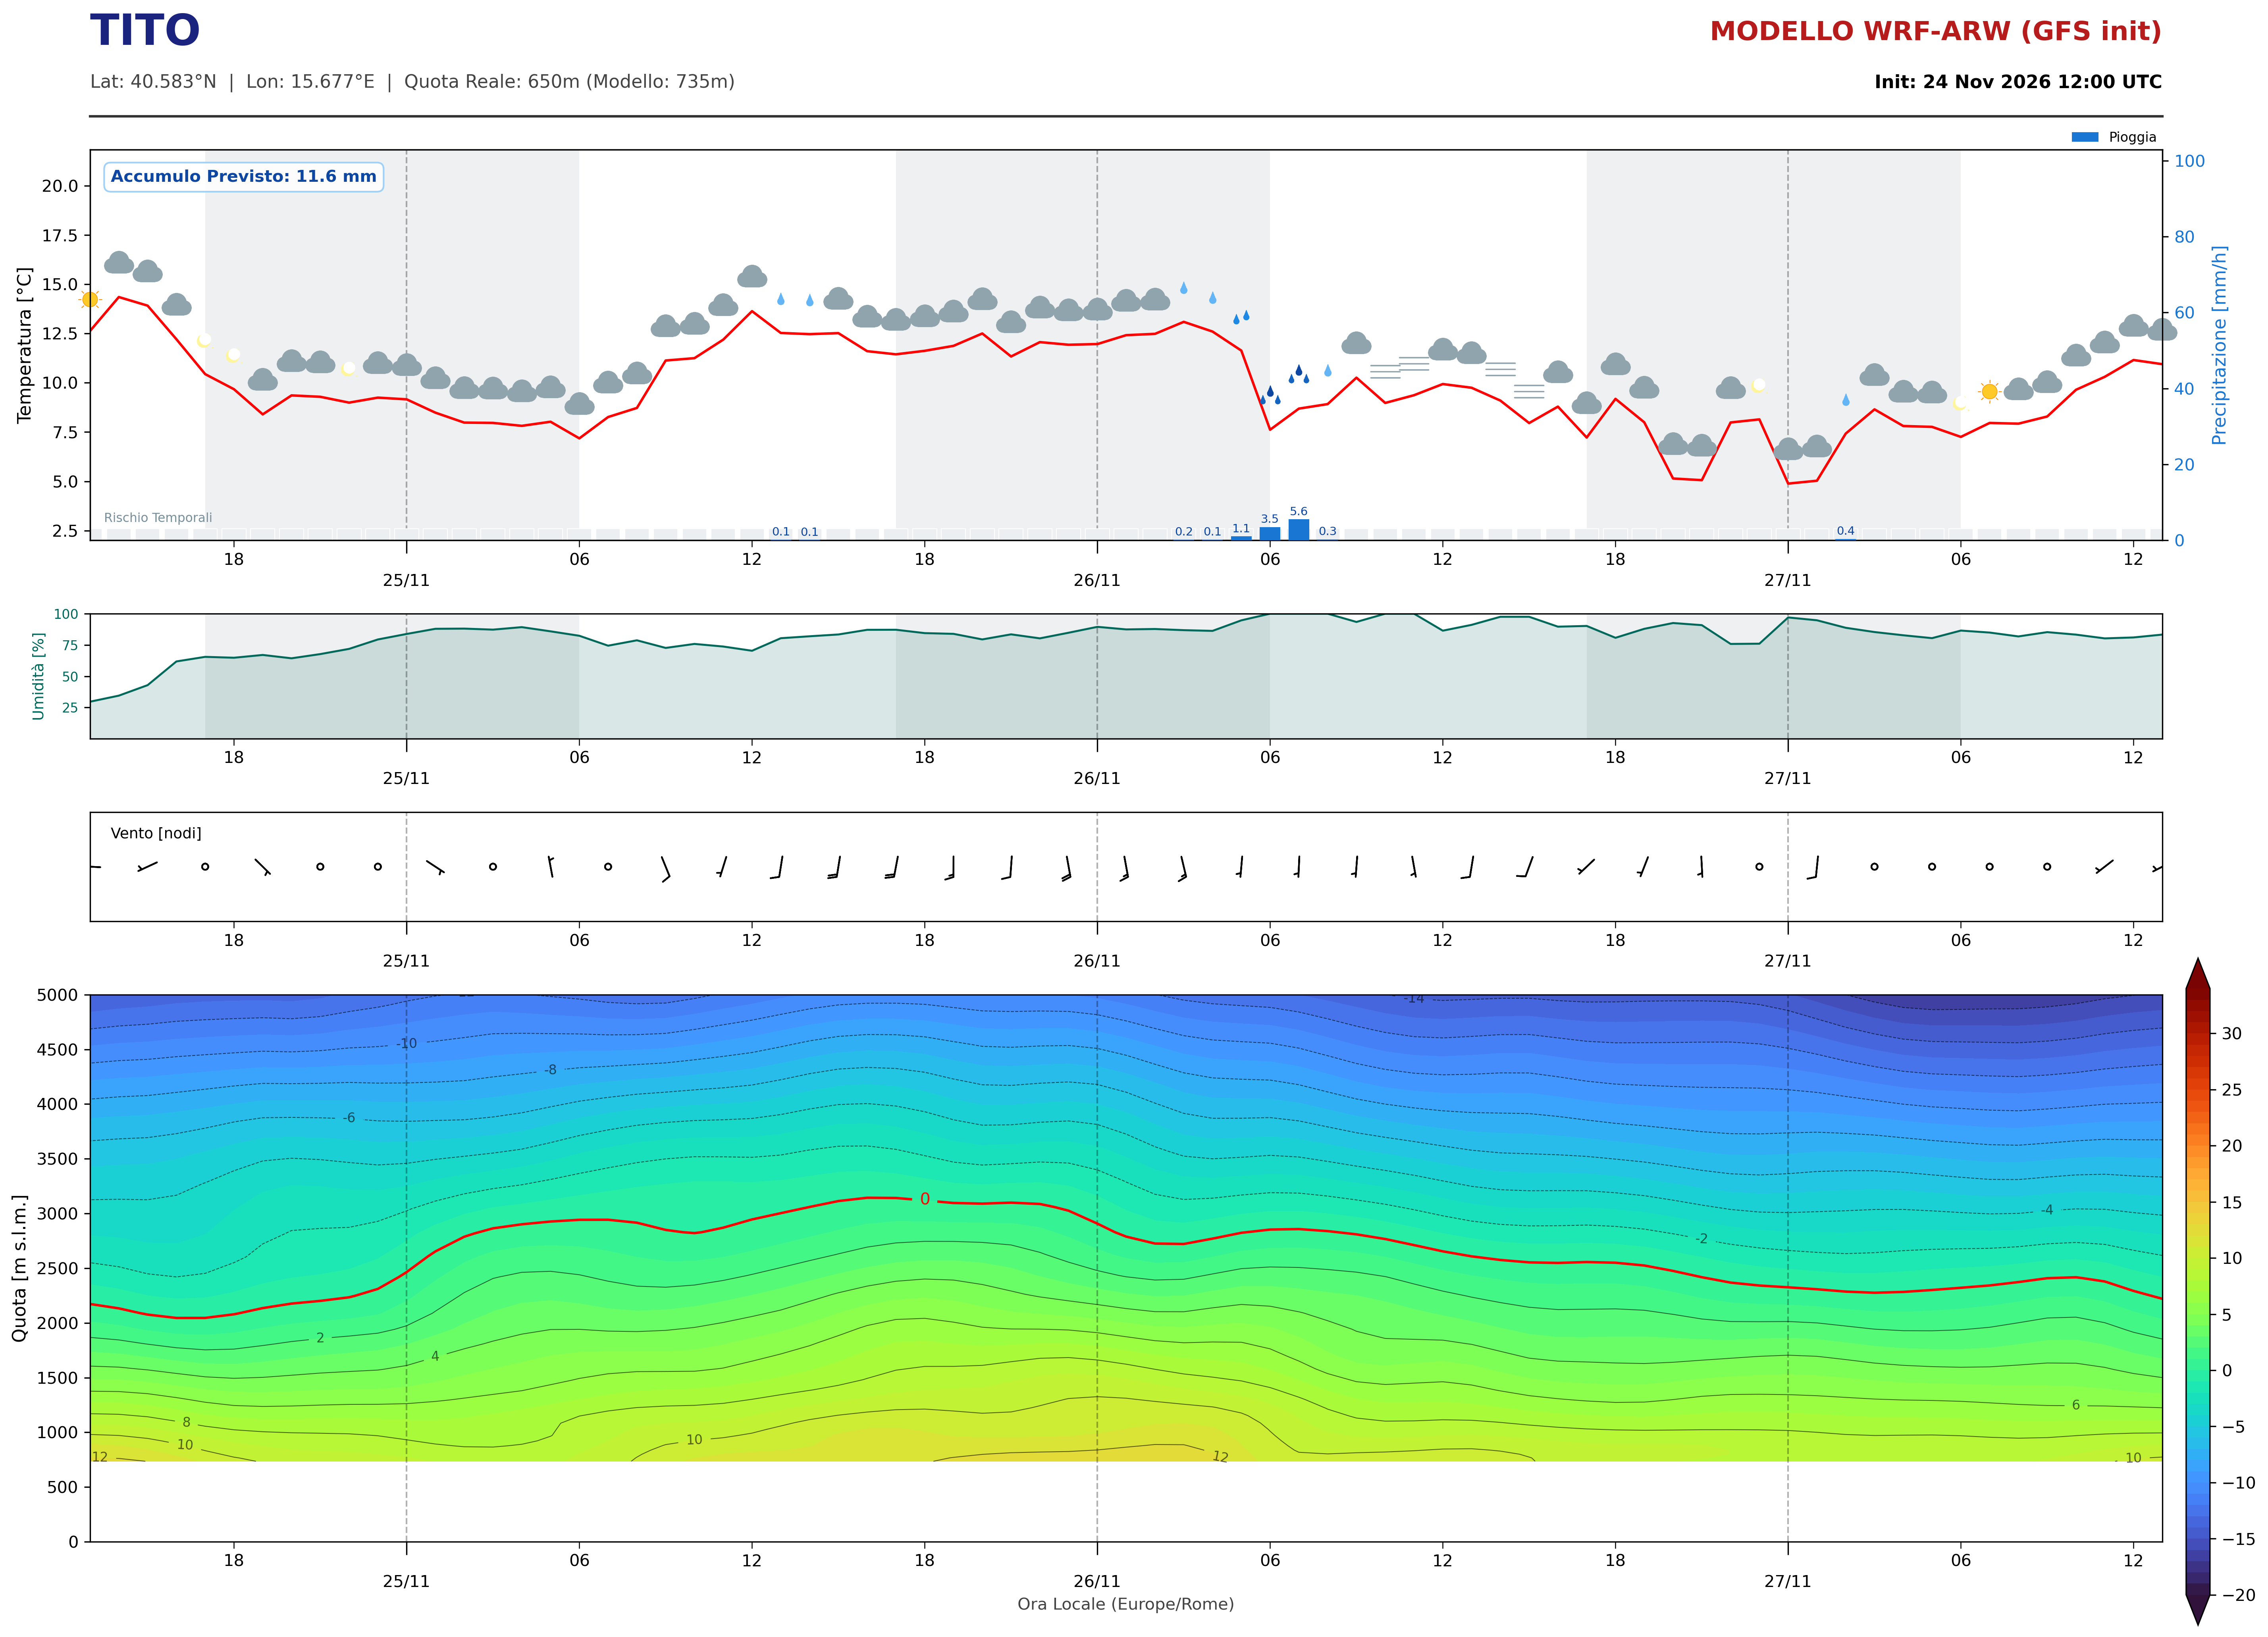 TITO
MODELLO WRF-ARW (GFS init)
Lat: 40.583°N | Lon: 15.677°E | Quota Reale: 650m (Modello: 735m)
Init: 24 Nov 2026 12:00 UTC
Pioggia
Accumulo Previsto: 11.6 mm
Temperatura [°C]
20.0
17.5
15.0
12.5
10.0
7.5
5.0
2.5
Precipitazione [mm/h]
100
80
60
40
20
0
Rischio Temporali
0.1 0.1 0.2 0.1 1.1 3.5 5.6 0.3 0.4
18 06 12 18 06 12 18 06 12
25/11 26/11 27/11
Umidità [%]
100
75
50
25
18 06 12 18 06 12 18 06 12
25/11 26/11 27/11
Vento [nodi]
18 06 12 18 06 12 18 06 12
25/11 26/11 27/11
Quota [m s.l.m.]
5000
4500
4000
3500
3000
2500
2000
1500
1000
500
0
-14
-10
-8
-6
0
-4
-2
2
4
6
8
10
10
12
12
10
18 06 12 18 06 12 18 06 12
25/11 26/11 27/11
Ora Locale (Europe/Rome)
30
25
20
15
10
5
0
−5
−10
−15
−20